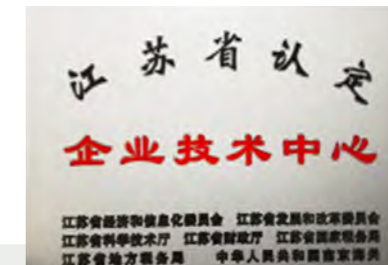 江苏省认定
企业技术中心
江苏省经济和信息化委员会 江苏省发展和改革委员会
江苏省科学技术厅 江苏省财政厅 江苏省国家税务局
江苏省地方税务局 中华人民共和国南京海关